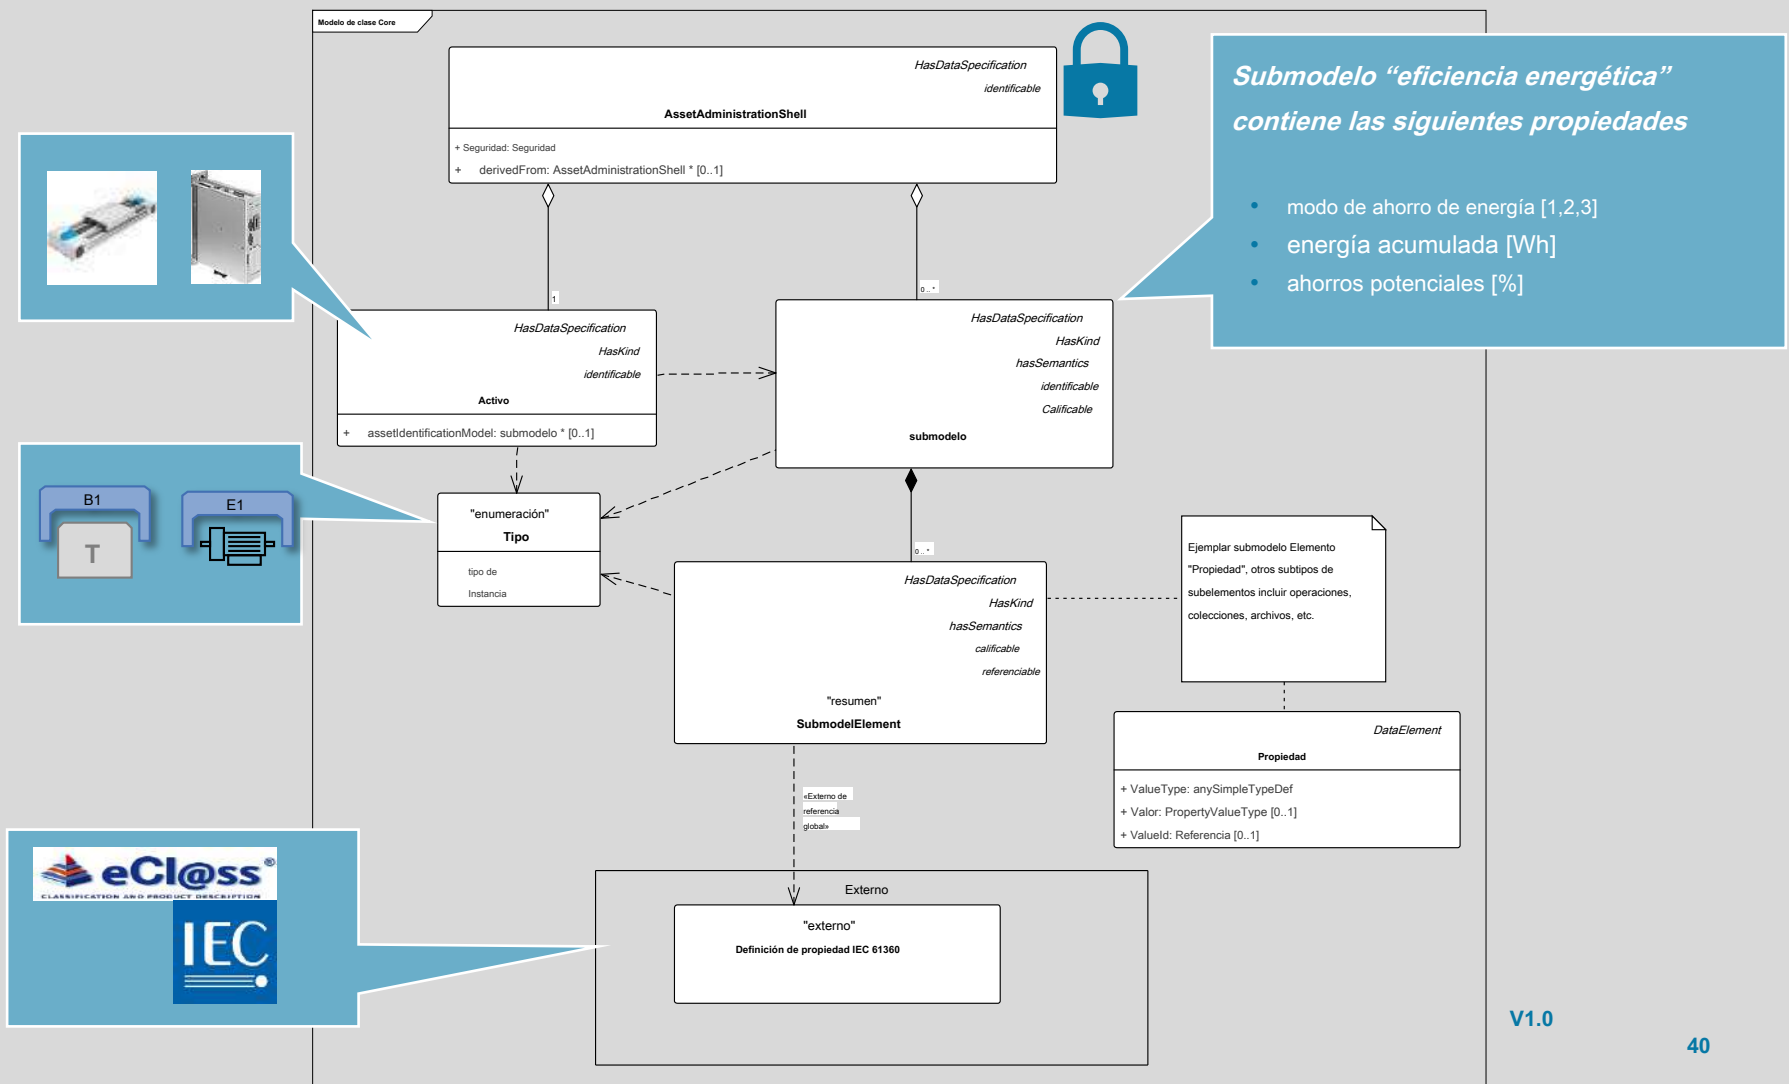 Modelo de clase Core
HasDataSpecification
identificable
AssetAdministrationShell
+ Seguridad: Seguridad
+ derivedFrom: AssetAdministrationShell * [0..1]
Submodelo “eficiencia energética”
contiene las siguientes propiedades
• modo de ahorro de energía [1,2,3]
• energía acumulada [Wh]
• ahorros potenciales [%]
1
0 .. *
HasDataSpecification
HasKind
identificable
Activo
+ assetIdentificationModel: submodelo * [0..1]
HasDataSpecification
HasKind
hasSemantics
identificable
Calificable
submodelo
B1
T
E1
"enumeración"
Tipo
tipo de
Instancia
0 .. *
HasDataSpecification
HasKind
hasSemantics
calificable
referenciable
"resumen"
SubmodelElement
Ejemplar submodelo Elemento
"Propiedad", otros subtipos de
subelementos incluir operaciones,
colecciones, archivos, etc.
DataElement
Propiedad
+ ValueType: anySimpleTypeDef
+ Valor: PropertyValueType [0..1]
+ ValueId: Referencia [0..1]
«Externo de
referencia
global»
eCl@ss®
CLASSIFICATION AND PRODUCT DESCRIPTION
IEC
Externo
"externo"
Definición de propiedad IEC 61360
V1.0
40